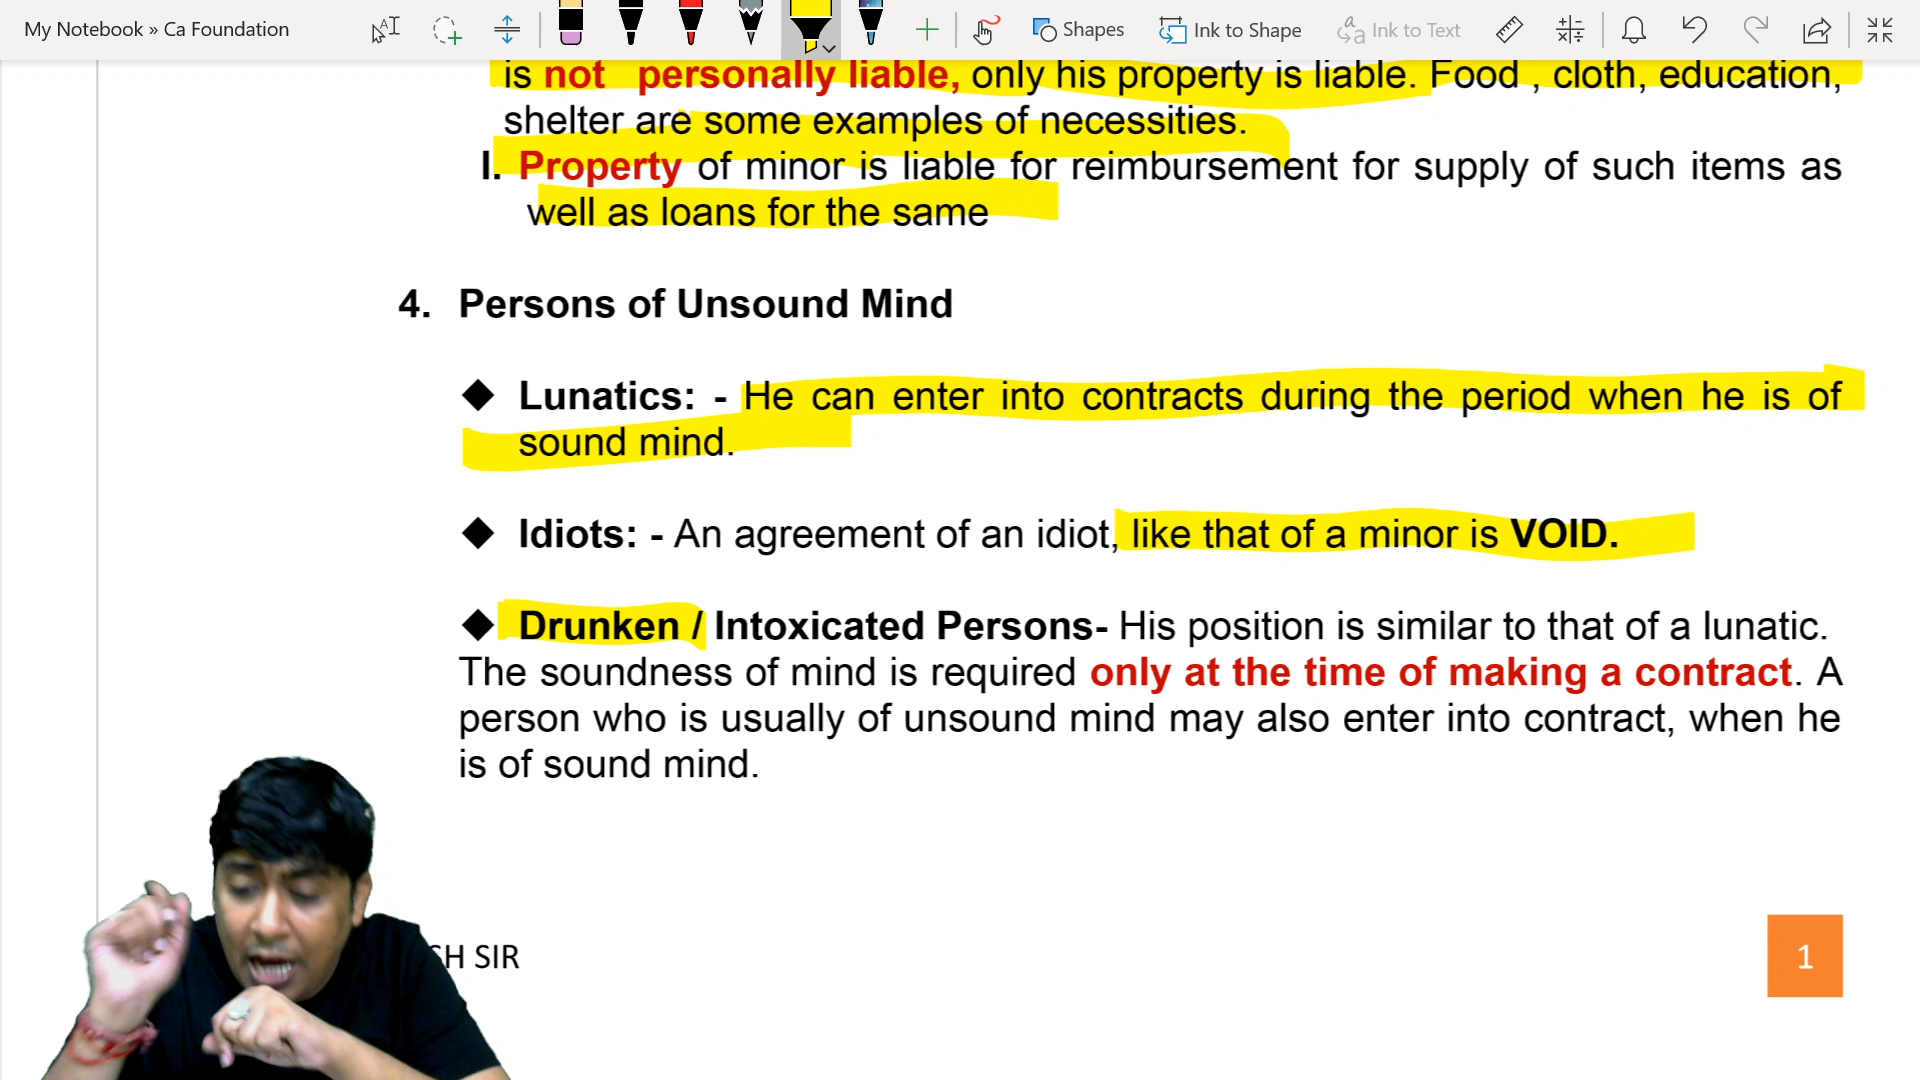 My Notebook » Ca Foundation
Shapes
Ink to Shape
Ink to Text
is not personally liable, only his property is liable. Food , cloth, education,
shelter are some examples of necessities.
I. Property of minor is liable for reimbursement for supply of such items as
well as loans for the same
4. Persons of Unsound Mind
◆ Lunatics: - He can enter into contracts during the period when he is of
sound mind.
◆ Idiots: - An agreement of an idiot, like that of a minor is VOID.
◆ Drunken / Intoxicated Persons- His position is similar to that of a lunatic.
The soundness of mind is required only at the time of making a contract. A
person who is usually of unsound mind may also enter into contract, when he
is of sound mind.
SH SIR
1